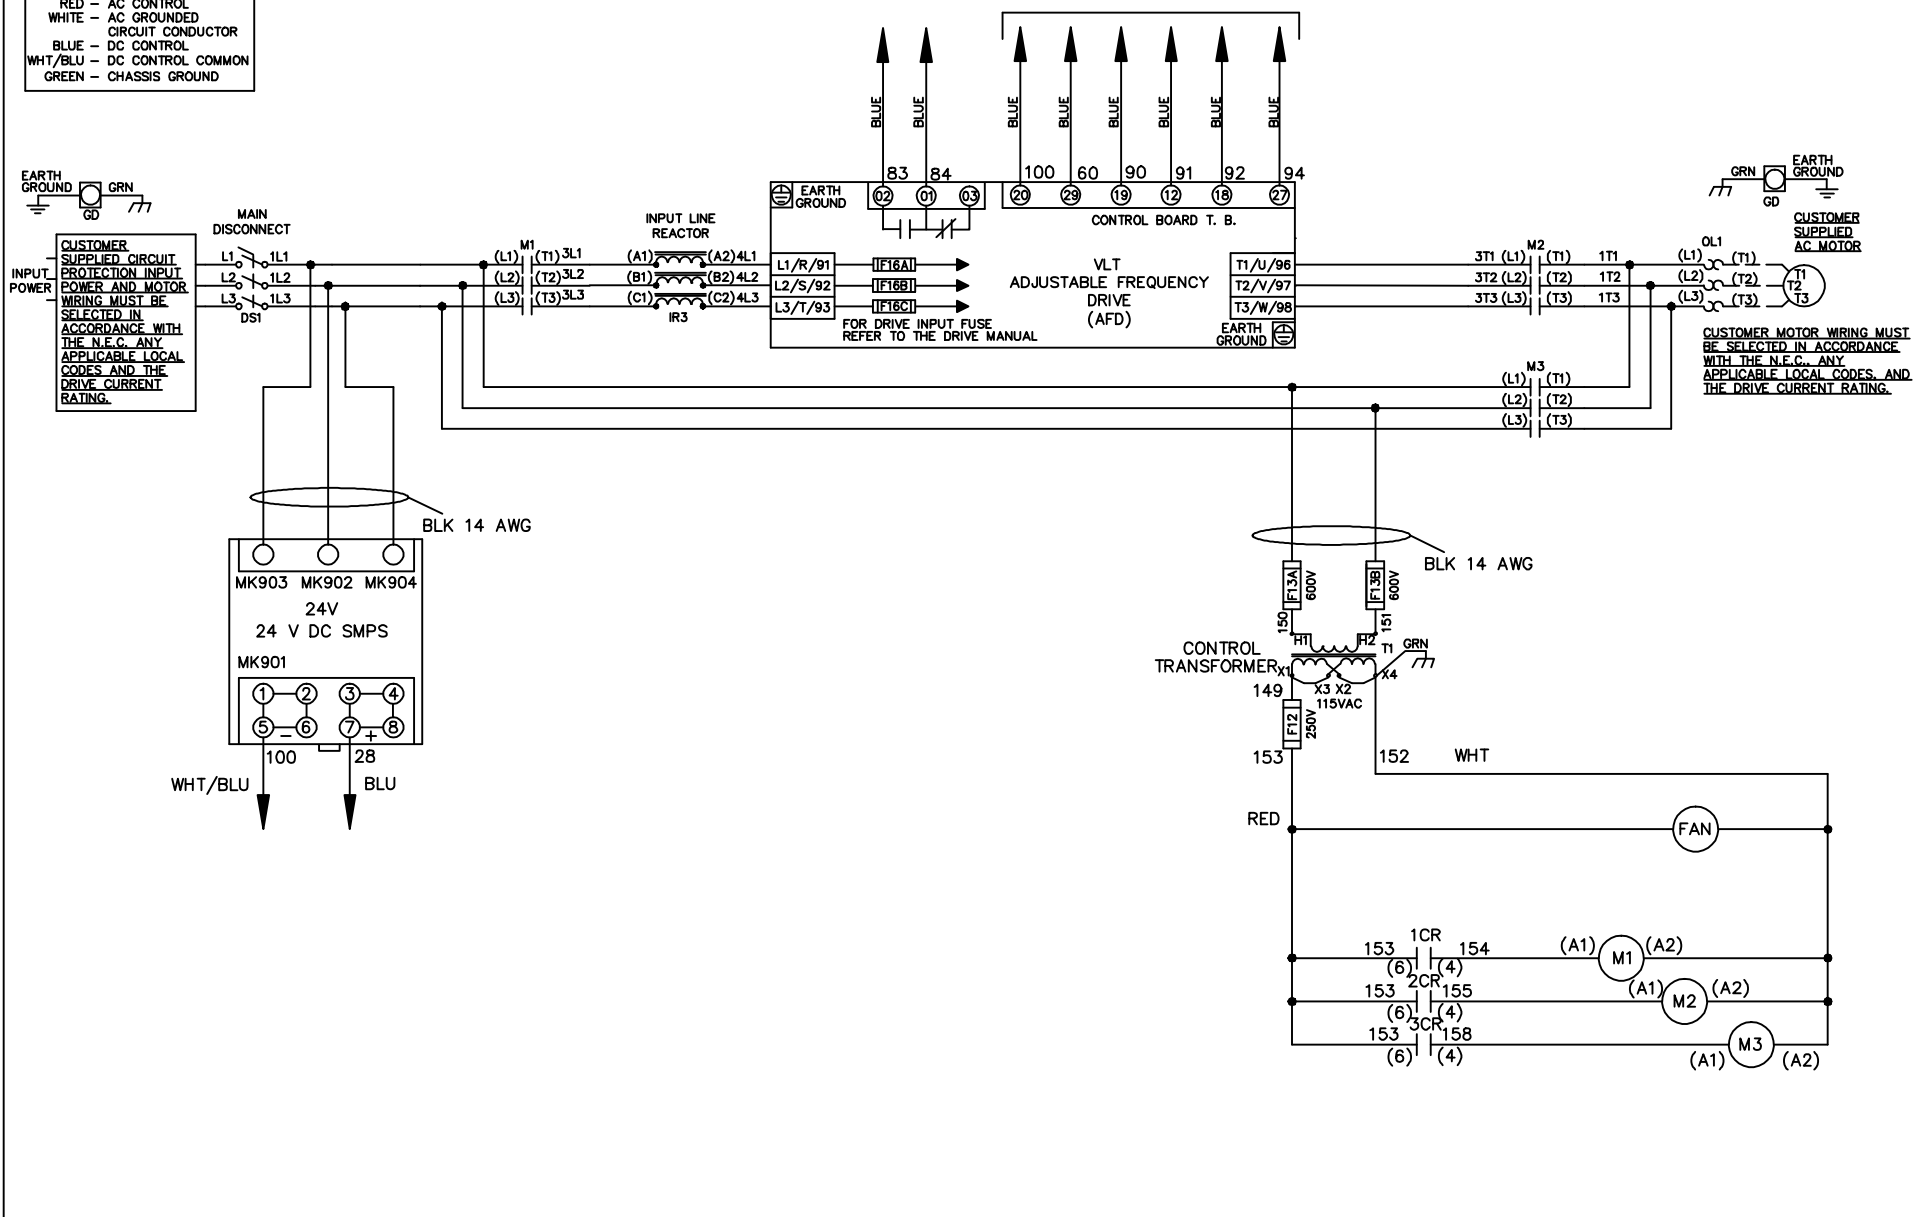 RED – AC CONTROL
WHITE – AC GROUNDED
CIRCUIT CONDUCTOR
BLUE – DC CONTROL
WHT/BLU – DC CONTROL COMMON
GREEN – CHASSIS GROUND
BLUE
BLUE
BLUE
BLUE
BLUE
BLUE
BLUE
BLUE
83
84
100
60
90
91
92
94
EARTH
GROUND
02
01
03
20
29
19
12
18
27
CONTROL BOARD T. B.
EARTH
GROUND
GRN
GD
MAIN
DISCONNECT
INPUT
POWER
CUSTOMER
SUPPLIED CIRCUIT
PROTECTION INPUT
POWER AND MOTOR
WIRING MUST BE
SELECTED IN
ACCORDANCE WITH
THE N.E.C. ANY
APPLICABLE LOCAL
CODES AND THE
DRIVE CURRENT
RATING.
L1 1L1
L2 1L2
L3 1L3
DS1
M1
(L1) (T1) 3L1
(L2) (T2) 3L2
(L3) (T3) 3L3
INPUT LINE
REACTOR
(A1) (A2) 4L1
(B1) (B2) 4L2
(C1) (C2) 4L3
IR3
L1/R/91
L2/S/92
L3/T/93
F16A
F16B
F16C
FOR DRIVE INPUT FUSE
REFER TO THE DRIVE MANUAL
VLT
ADJUSTABLE FREQUENCY
DRIVE
(AFD)
T1/U/96
T2/V/97
T3/W/98
EARTH
GROUND
M2
3T1 (L1) (T1) 1T1
3T2 (L2) (T2) 1T2
3T3 (L3) (T3) 1T3
OL1
(L1) (T1)
(L2) (T2)
(L3) (T3)
T1
T2
T3
GRN
EARTH
GROUND
GD
CUSTOMER
SUPPLIED
AC MOTOR
CUSTOMER MOTOR WIRING MUST
BE SELECTED IN ACCORDANCE
WITH THE N.E.C., ANY
APPLICABLE LOCAL CODES, AND
THE DRIVE CURRENT RATING.
M3
(L1) (T1)
(L2) (T2)
(L3) (T3)
BLK 14 AWG
MK903 MK902 MK904
24V
24 V DC SMPS
MK901
1 2 3 4
5 6 7 8
– +
100
28
WHT/BLU
BLU
BLK 14 AWG
F13A
600V
F13B
600V
150
151
H1
H2
T1
GRN
CONTROL
TRANSFORMER
X1
X3 X2
X4
115VAC
149
F12
250V
153
152
WHT
RED
FAN
1CR
153 154
(6) (4)
(A1) M1 (A2)
2CR
153 155
(6) (4)
(A1) M2 (A2)
3CR
153 158
(6) (4)
(A1) M3 (A2)